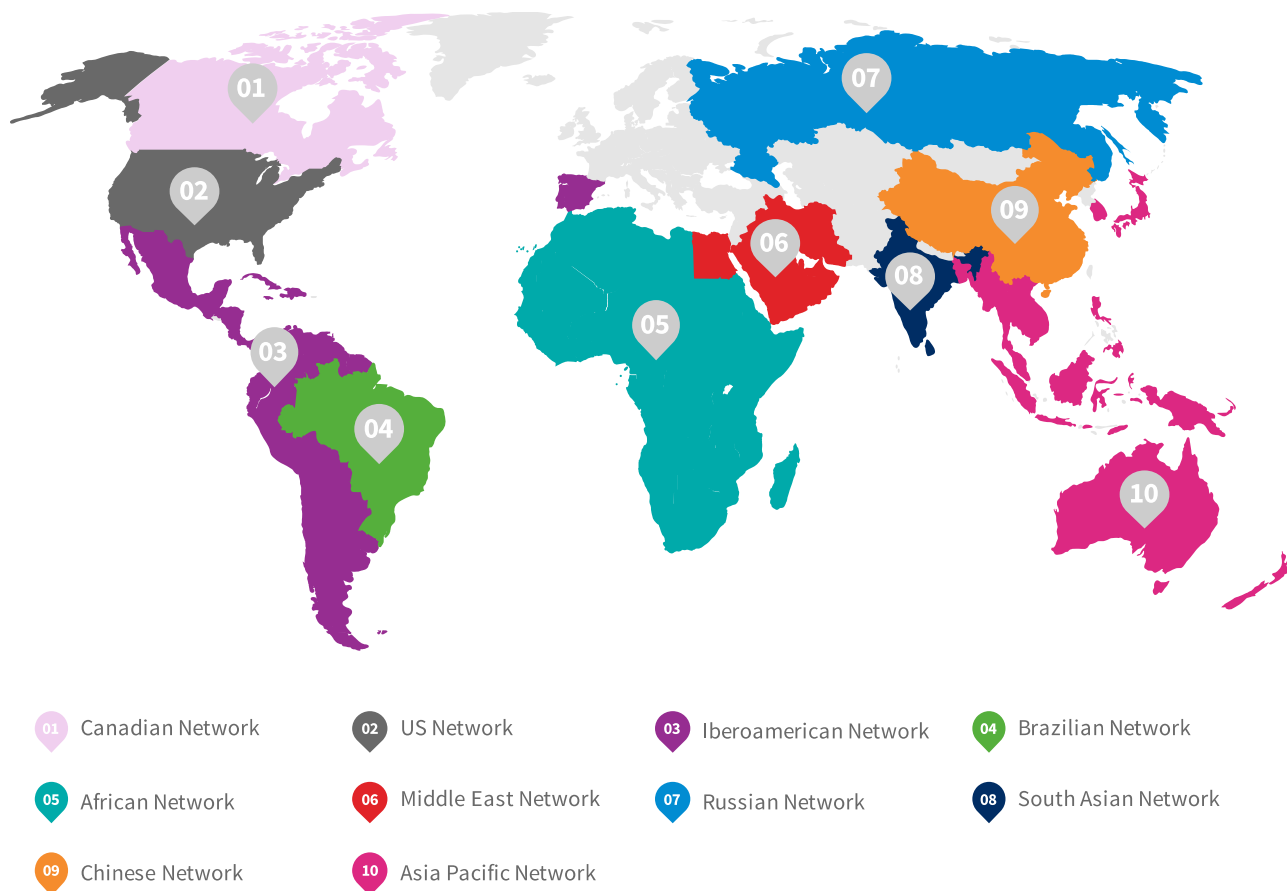 01
07
02
09
06
08
05
03
04
10
01 Canadian Network
02 US Network
03 Iberoamerican Network
04 Brazilian Network
05 African Network
06 Middle East Network
07 Russian Network
08 South Asian Network
09 Chinese Network
10 Asia Pacific Network